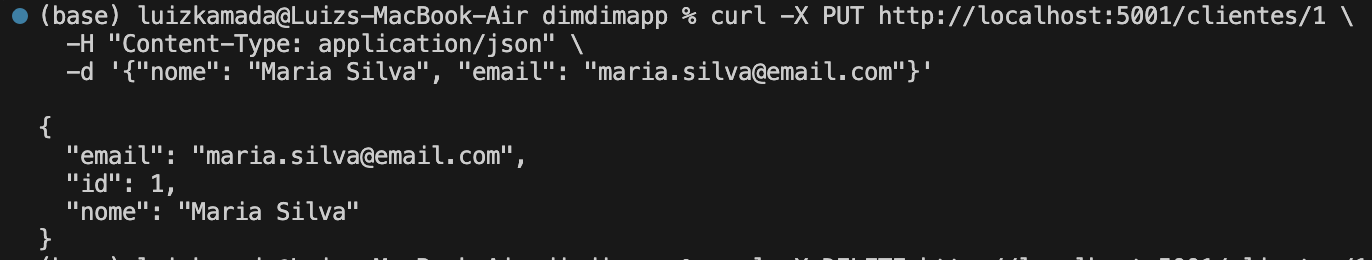 (base) luizkamada@Luizs-MacBook-Air dimdimapp % curl -X PUT http://localhost:5001/clientes/1 \
-H "Content-Type: application/json" \
-d '{"nome": "Maria Silva", "email": "maria.silva@email.com"}'
{
"email": "maria.silva@email.com",
"id": 1,
"nome": "Maria Silva"
}